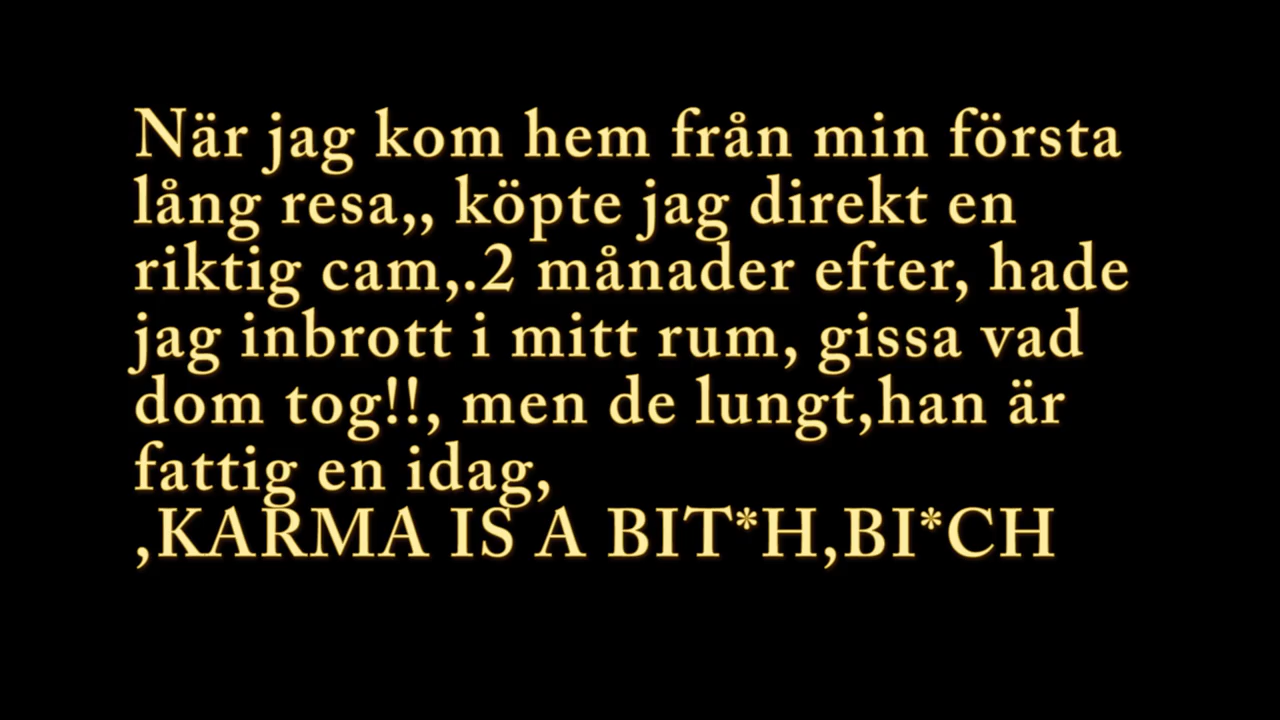 När jag kom hem från min första
lång resa,, köpte jag direkt en
riktig cam,.2 månader efter, hade
jag inbrott i mitt rum, gissa vad
dom tog!!, men de lungt,han är
fattig en idag,
,KARMA IS A BIT*H,BI*CH